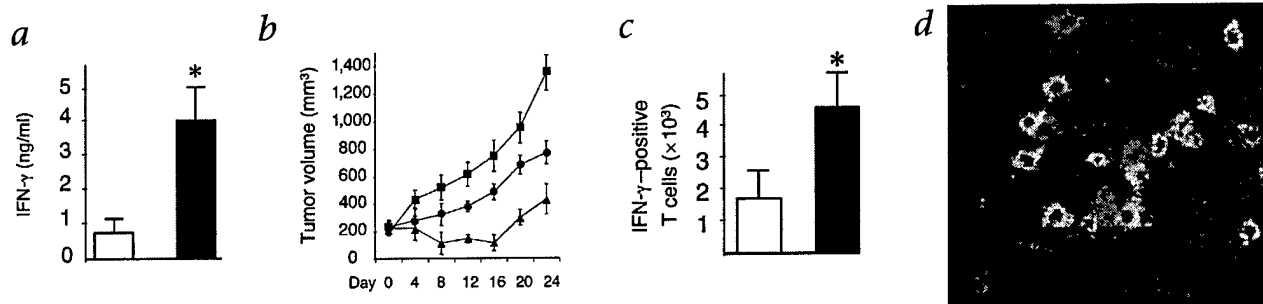 a
*
5
4
3
2
1
0
IFN-γ (ng/ml)
b
1,400
1,200
1,000
800
600
400
200
0
Tumor volume (mm³)
Day 0 4 8 12 16 20 24
c
*
5
4
3
2
1
IFN-γ–positive
T cells (×10³)
d